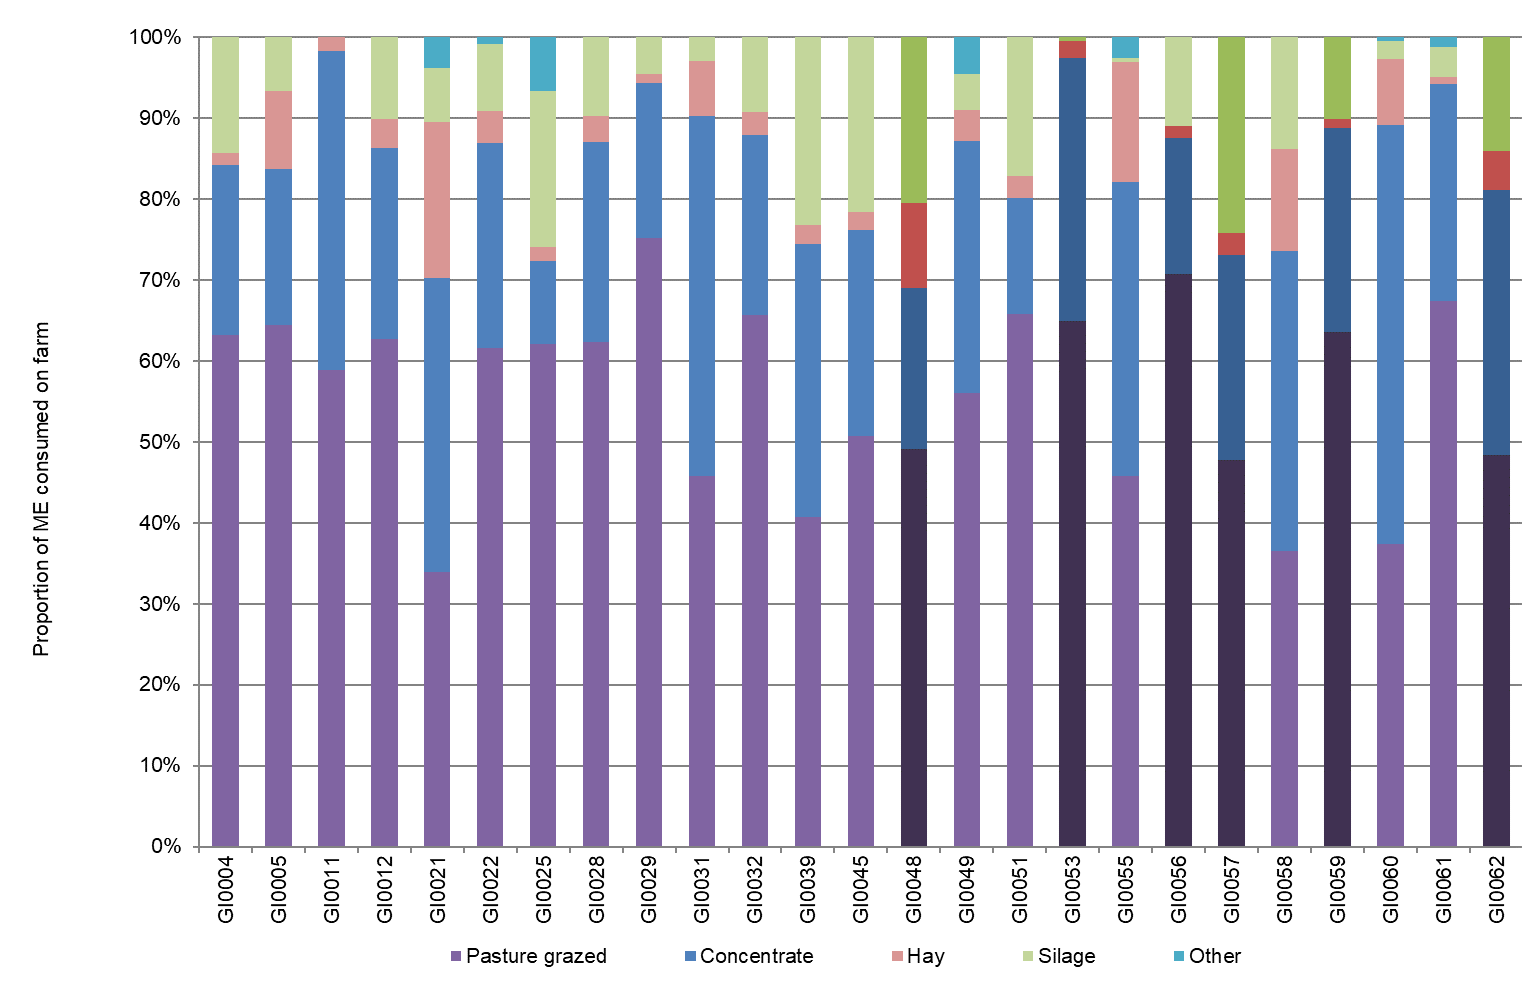 100%
90%
80%
70%
60%
50%
40%
30%
20%
10%
0%
Proportion of ME consumed on farm
GI0004
GI0005
GI0011
GI0012
GI0021
GI0022
GI0025
GI0028
GI0029
GI0031
GI0032
GI0039
GI0045
GI0048
GI0049
GI0051
GI0053
GI0055
GI0056
GI0057
GI0058
GI0059
GI0060
GI0061
GI0062
Pasture grazed Concentrate Hay Silage Other